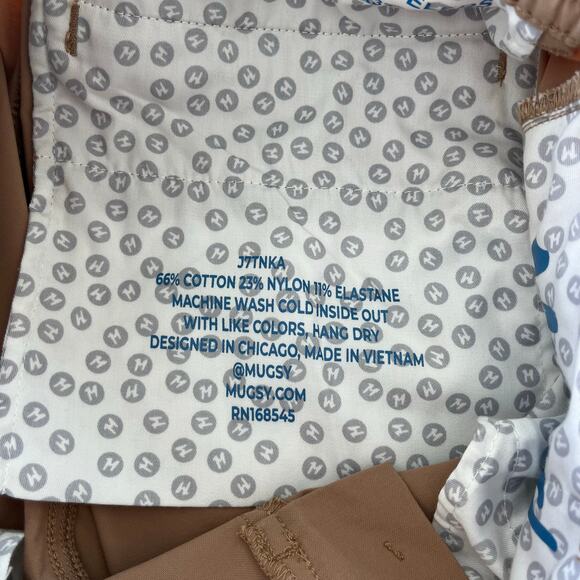 J7TNKA
66% COTTON 23% NYLON 11% ELASTANE
MACHINE WASH COLD INSIDE OUT
WITH LIKE COLORS, HANG DRY
DESIGNED IN CHICAGO, MADE IN VIETNAM
@MUGSY
MUGSY.COM
RN168545